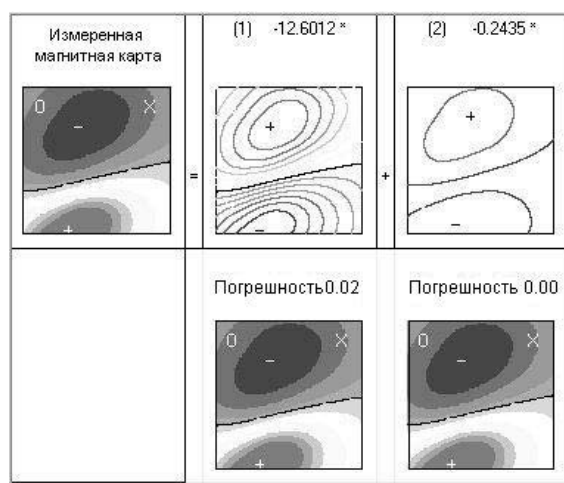 Измеренная
магнитная карта
(1) -12.6012 *
(2) -0.2435 *
O X
-
+
=
+
-
+
+
-
Погрешность0.02
Погрешность 0.00
O X
-
+
O X
-
+